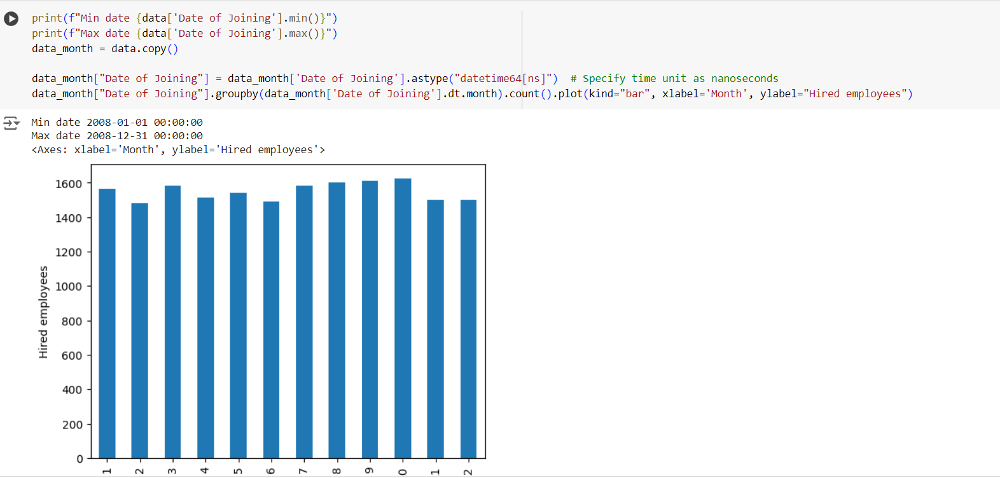 print(f"Min date {data['Date of Joining'].min()}")
print(f"Max date {data['Date of Joining'].max()}")
data_month = data.copy()
data_month["Date of Joining"] = data_month['Date of Joining'].astype("datetime64[ns]")  # Specify time unit as nanoseconds
data_month["Date of Joining"].groupby(data_month['Date of Joining'].dt.month).count().plot(kind="bar", xlabel='Month', ylabel="Hired employees")
Min date 2008-01-01 00:00:00
Max date 2008-12-31 00:00:00
<Axes: xlabel='Month', ylabel='Hired employees'>
1600
1400
1200
1000
800
600
400
200
0
Hired employees
1 2 3 4 5 6 7 8 9 0 1 2